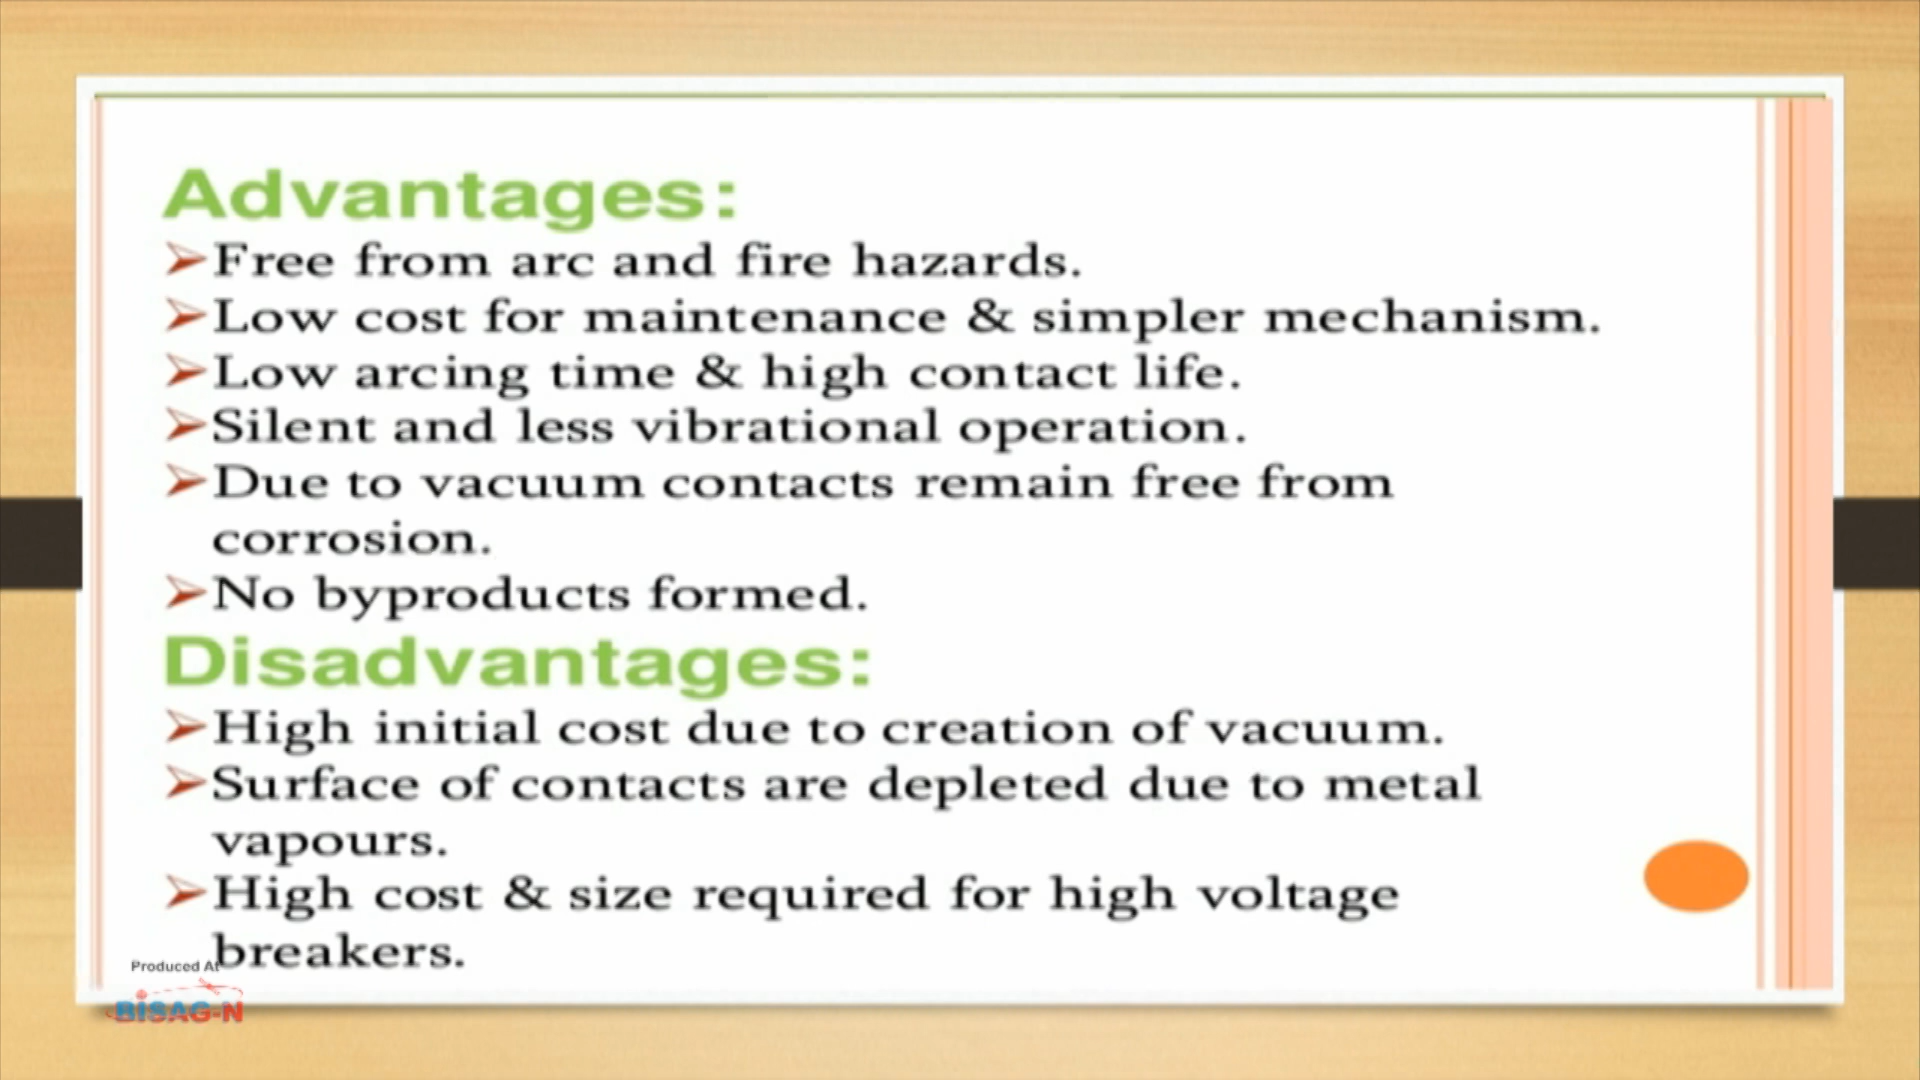 Advantages:
➢Free from arc and fire hazards.
➢Low cost for maintenance & simpler mechanism.
➢Low arcing time & high contact life.
➢Silent and less vibrational operation.
➢Due to vacuum contacts remain free from
corrosion.
➢No byproducts formed.
Disadvantages:
➢High initial cost due to creation of vacuum.
➢Surface of contacts are depleted due to metal
vapours.
➢High cost & size required for high voltage
breakers.
Produced At
BISAG-N